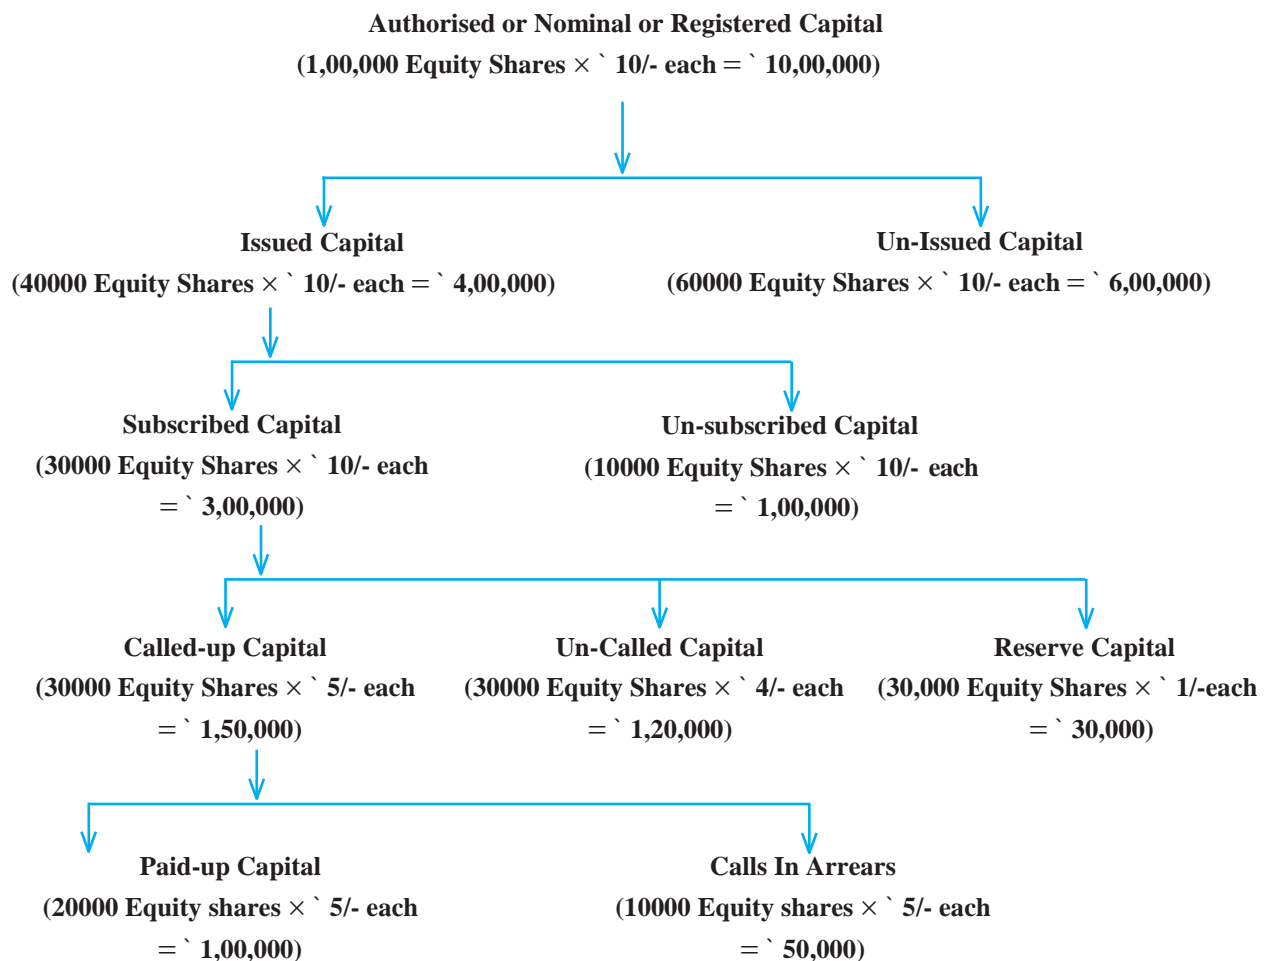 Authorised or Nominal or Registered Capital
(1,00,000 Equity Shares × ` 10/- each = ` 10,00,000)
Issued Capital
(40000 Equity Shares × ` 10/- each = ` 4,00,000)
Un-Issued Capital
(60000 Equity Shares × ` 10/- each = ` 6,00,000)
Subscribed Capital
(30000 Equity Shares × ` 10/- each
= ` 3,00,000)
Un-subscribed Capital
(10000 Equity Shares × ` 10/- each
= ` 1,00,000)
Called-up Capital
(30000 Equity Shares × ` 5/- each
= ` 1,50,000)
Un-Called Capital
(30000 Equity Shares × ` 4/- each
= ` 1,20,000)
Reserve Capital
(30,000 Equity Shares × ` 1/-each
= ` 30,000)
Paid-up Capital
(20000 Equity shares × ` 5/- each
= ` 1,00,000)
Calls In Arrears
(10000 Equity shares × ` 5/- each
= ` 50,000)